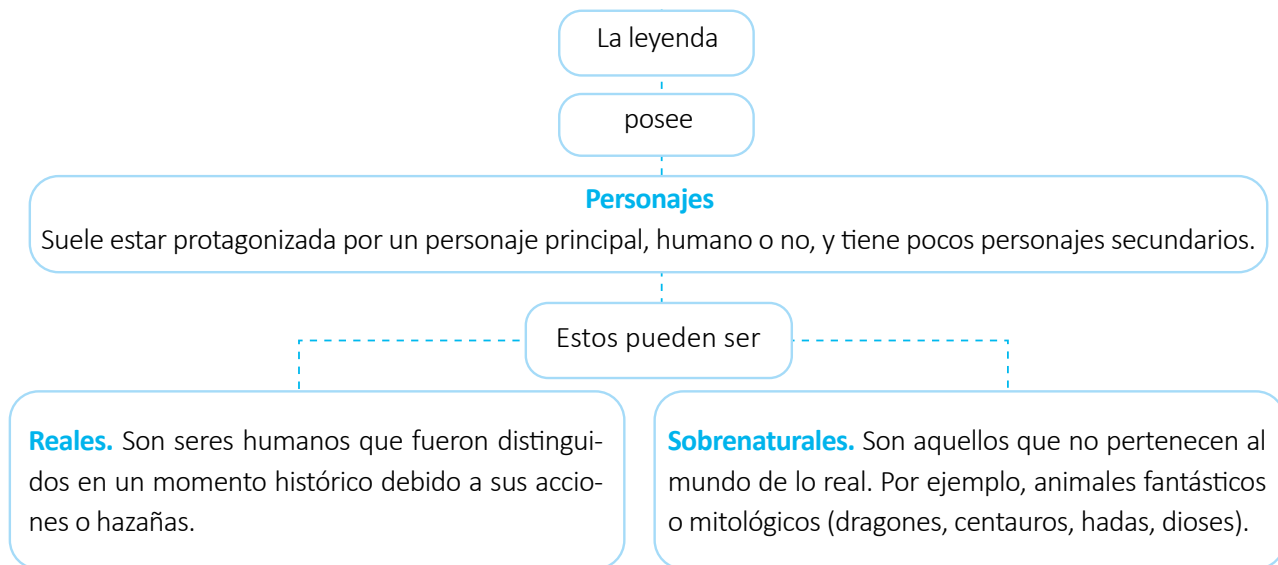 La leyenda
posee
Personajes
Suele estar protagonizada por un personaje principal, humano o no, y tiene pocos personajes secundarios.
Estos pueden ser
Reales. Son seres humanos que fueron distingui-
dos en un momento histórico debido a sus accio-
nes o hazañas.
Sobrenaturales. Son aquellos que no pertenecen al
mundo de lo real. Por ejemplo, animales fantásticos
o mitológicos (dragones, centauros, hadas, dioses).